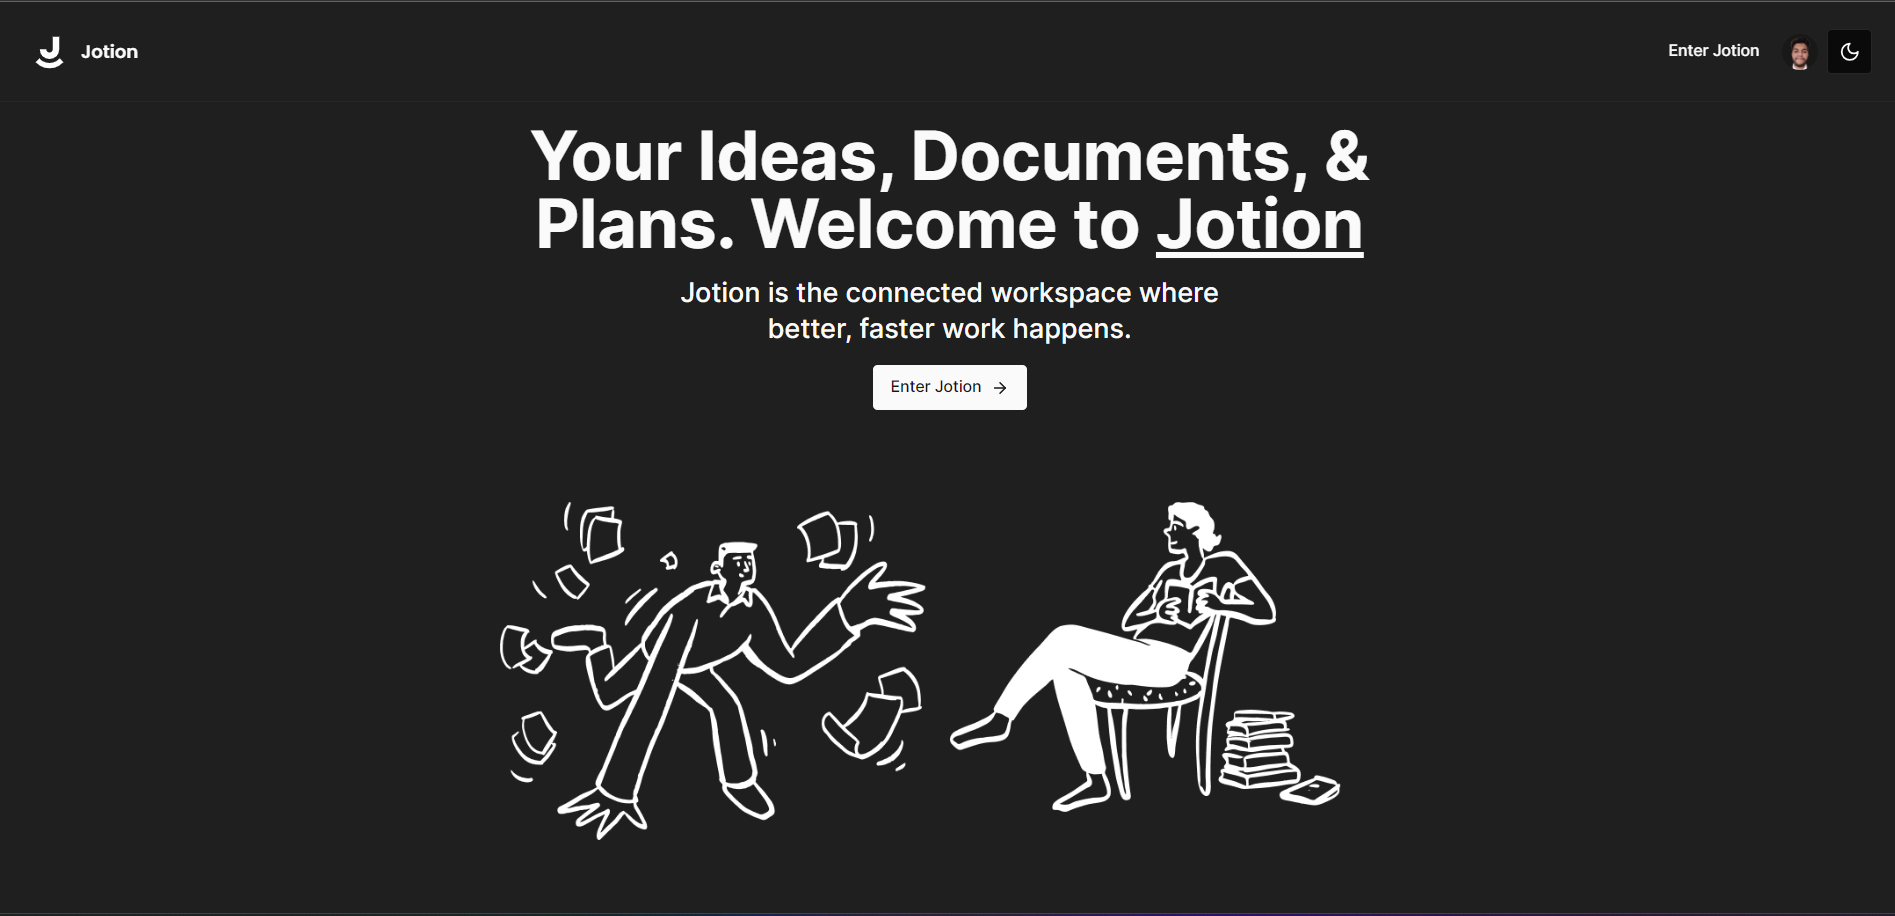 Jotion
Enter Jotion
Your Ideas, Documents, &
Plans. Welcome to Jotion
Jotion is the connected workspace where
better, faster work happens.
Enter Jotion